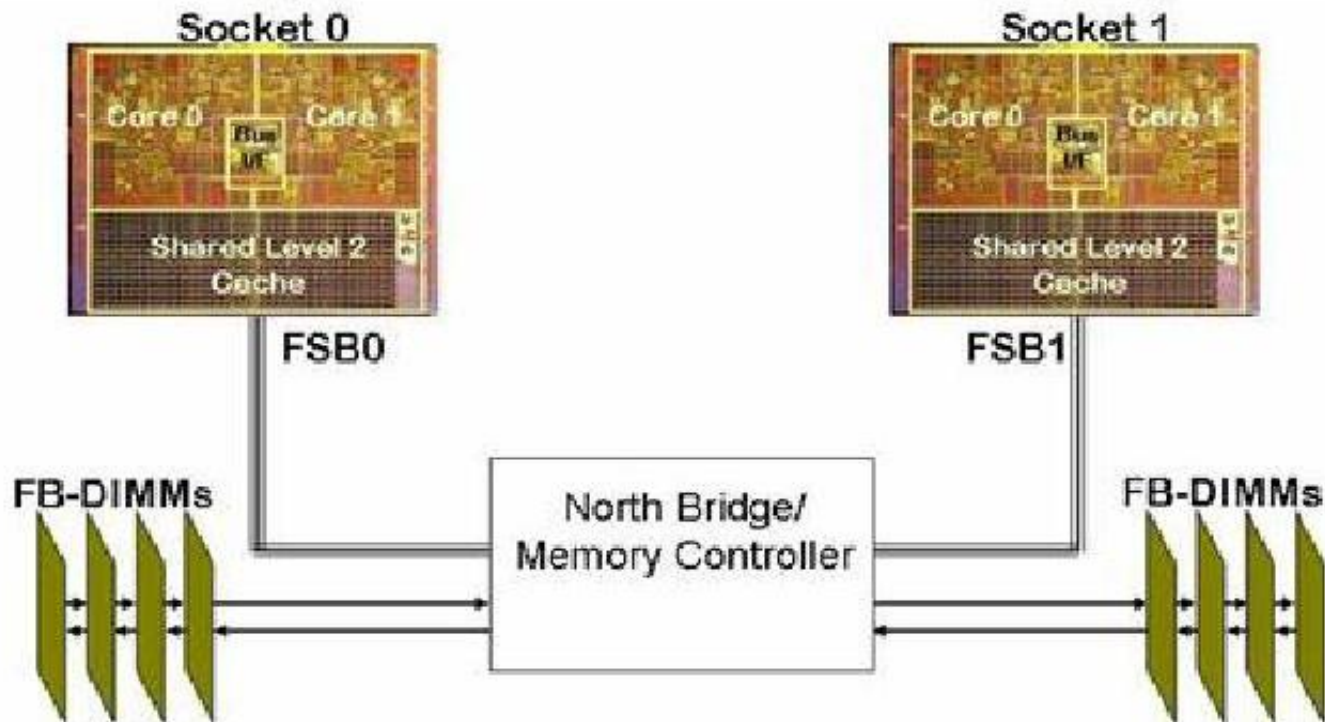 Socket 0
Socket 1
Core 0
Core 1
Bus
I/F
Core 0
Core 1
Bus
I/F
Shared Level 2
Cache
Shared Level 2
Cache
FSB0
FSB1
FB-DIMMs
North Bridge/
Memory Controller
FB-DIMMs